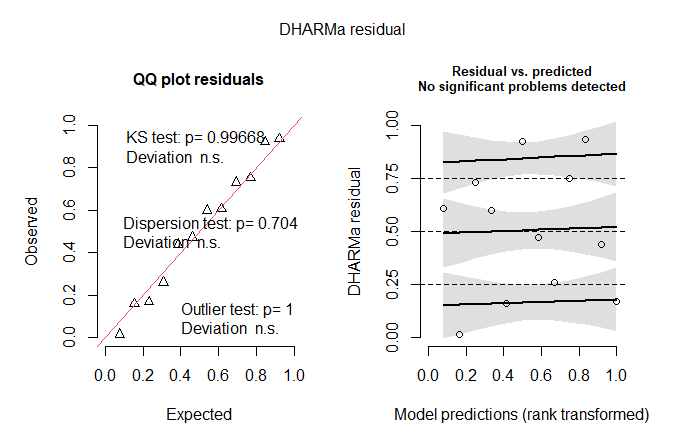 DHARMa residual
QQ plot residuals
KS test: p= 0.99668
Deviation n.s.
Dispersion test: p= 0.704
Deviation n.s.
Outlier test: p= 1
Deviation n.s.
Observed
0.0 0.2 0.4 0.6 0.8 1.0
0.0 0.2 0.4 0.6 0.8 1.0
Expected
Residual vs. predicted
No significant problems detected
DHARMa residual
0.00 0.25 0.50 0.75 1.00
0.0 0.2 0.4 0.6 0.8 1.0
Model predictions (rank transformed)